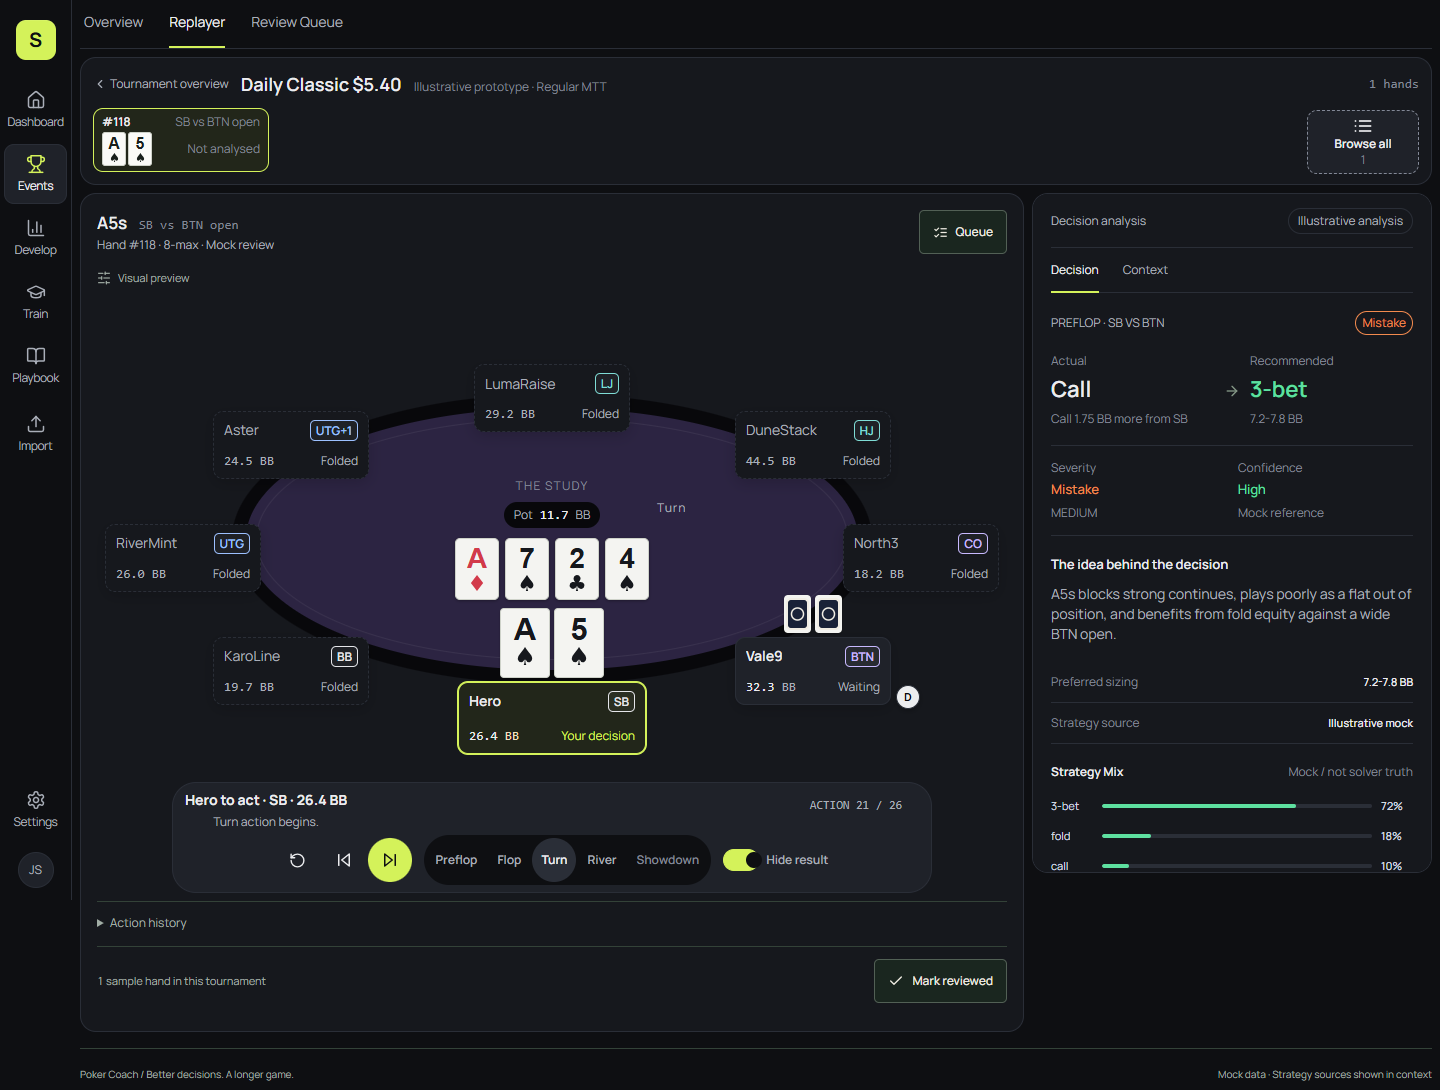 S
Dashboard
Events
Develop
Train
Playbook
Import
Settings
JS
Overview
Replayer
Review Queue
Tournament overview
Daily Classic $5.40
Illustrative prototype · Regular MTT
1 hands
#118
SB vs BTN open
A
5
Not analysed
Browse all
1
A5s
SB vs BTN open
Hand #118 · 8-max · Mock review
Queue
Visual preview
LumaRaise
LJ
29.2 BB
Folded
Aster
UTG+1
24.5 BB
Folded
DuneStack
HJ
44.5 BB
Folded
THE STUDY
Pot 11.7 BB
Turn
RiverMint
UTG
26.0 BB
Folded
North3
CO
18.2 BB
Folded
A
7
2
4
A
5
KaroLine
BB
19.7 BB
Folded
Vale9
BTN
32.3 BB
Waiting
D
Hero
SB
26.4 BB
Your decision
Hero to act · SB · 26.4 BB
ACTION 21 / 26
Turn action begins.
Preflop
Flop
Turn
River
Showdown
Hide result
Action history
1 sample hand in this tournament
Mark reviewed
Decision analysis
Illustrative analysis
Decision
Context
PREFLOP · SB VS BTN
Mistake
Actual
Recommended
Call
3-bet
Call 1.75 BB more from SB
7.2-7.8 BB
Severity
Confidence
Mistake
High
MEDIUM
Mock reference
The idea behind the decision
A5s blocks strong continues, plays poorly as a flat out of
position, and benefits from fold equity against a wide
BTN open.
Preferred sizing
7.2-7.8 BB
Strategy source
Illustrative mock
Strategy Mix
Mock / not solver truth
3-bet
72%
fold
18%
call
10%
Poker Coach / Better decisions. A longer game.
Mock data · Strategy sources shown in context